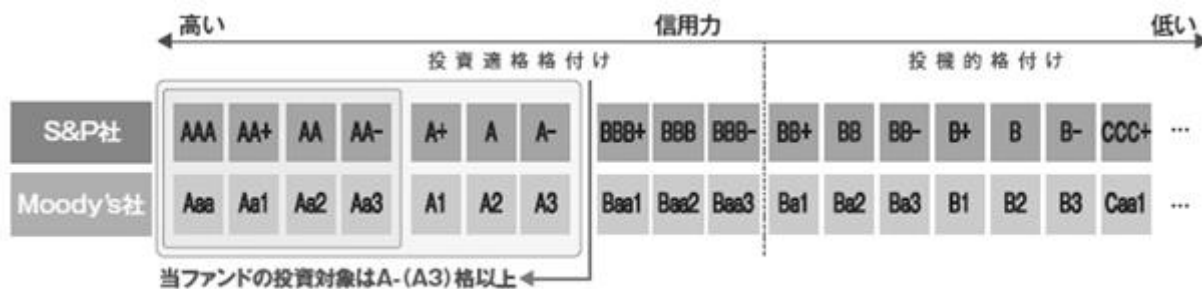 高い 信用力 低い
投資適格格付け 投機的格付け
S&P社 AAA AA+ AA AA- A+ A A- BBB+ BBB BBB- BB+ BB BB- B+ B B- CCC+ …
Moody's社 Aaa Aa1 Aa2 Aa3 A1 A2 A3 Baa1 Baa2 Baa3 Ba1 Ba2 Ba3 B1 B2 B3 Caa1 …
当ファンドの投資対象はA-(A3)格以上